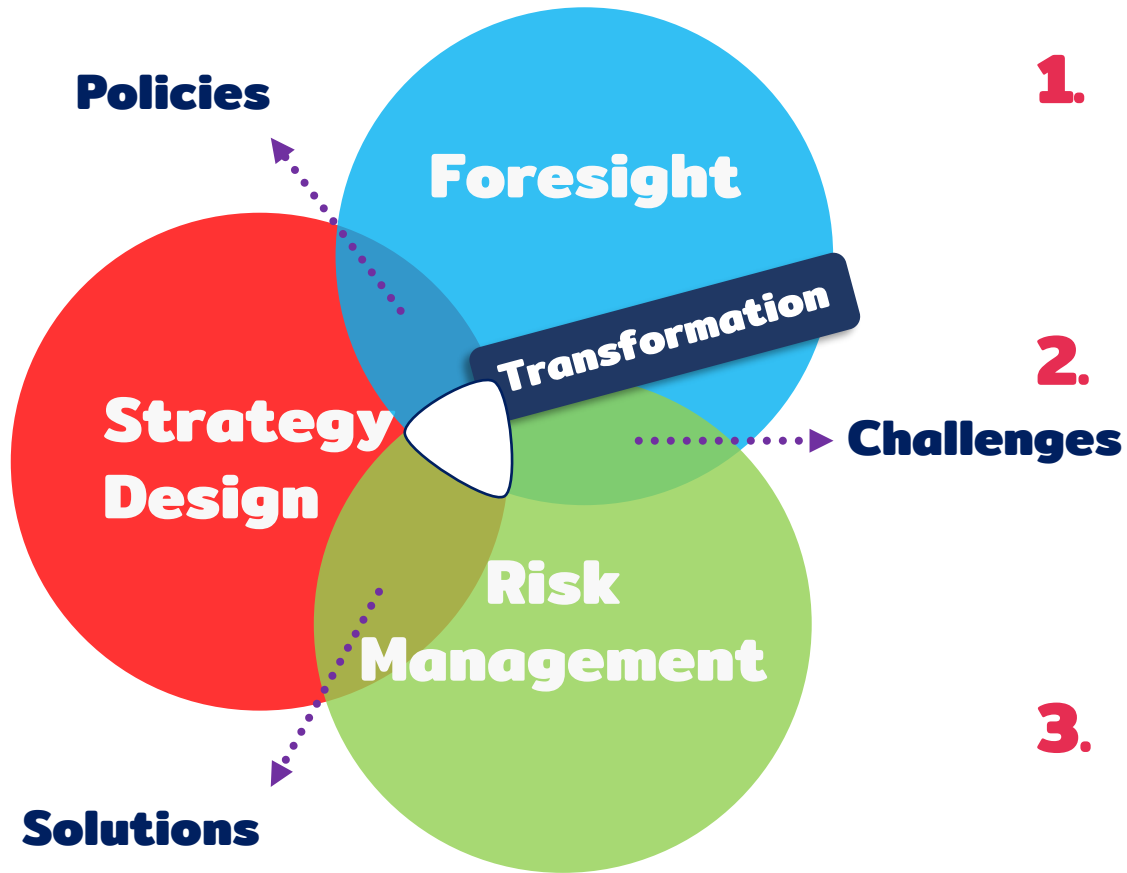 1.
Policies
Foresight
Transformation
2.
Challenges
Strategy
Design
Risk
Management
3.
Solutions